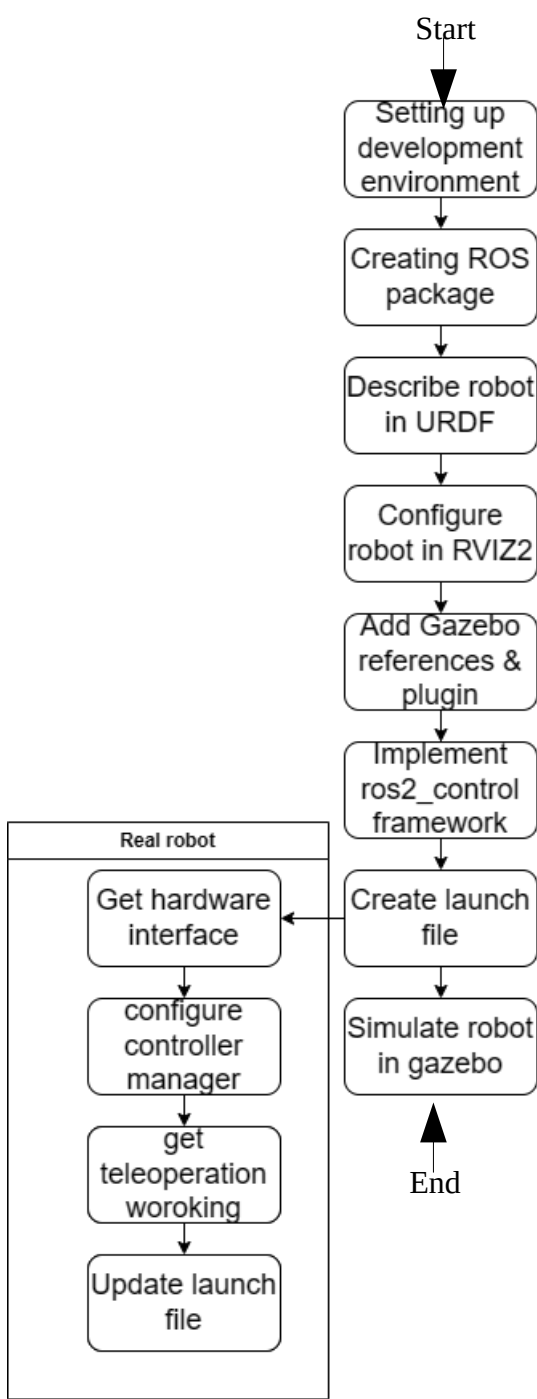 Start
Setting up
development
environment
Creating ROS
package
Describe robot
in URDF
Configure
robot in RVIZ2
Add Gazebo
references &
plugin
Implement
ros2_control
framework
Create launch
file
Simulate robot
in gazebo
End
Real robot
Get hardware
interface
configure
controller
manager
get
teleoperation
woroking
Update launch
file